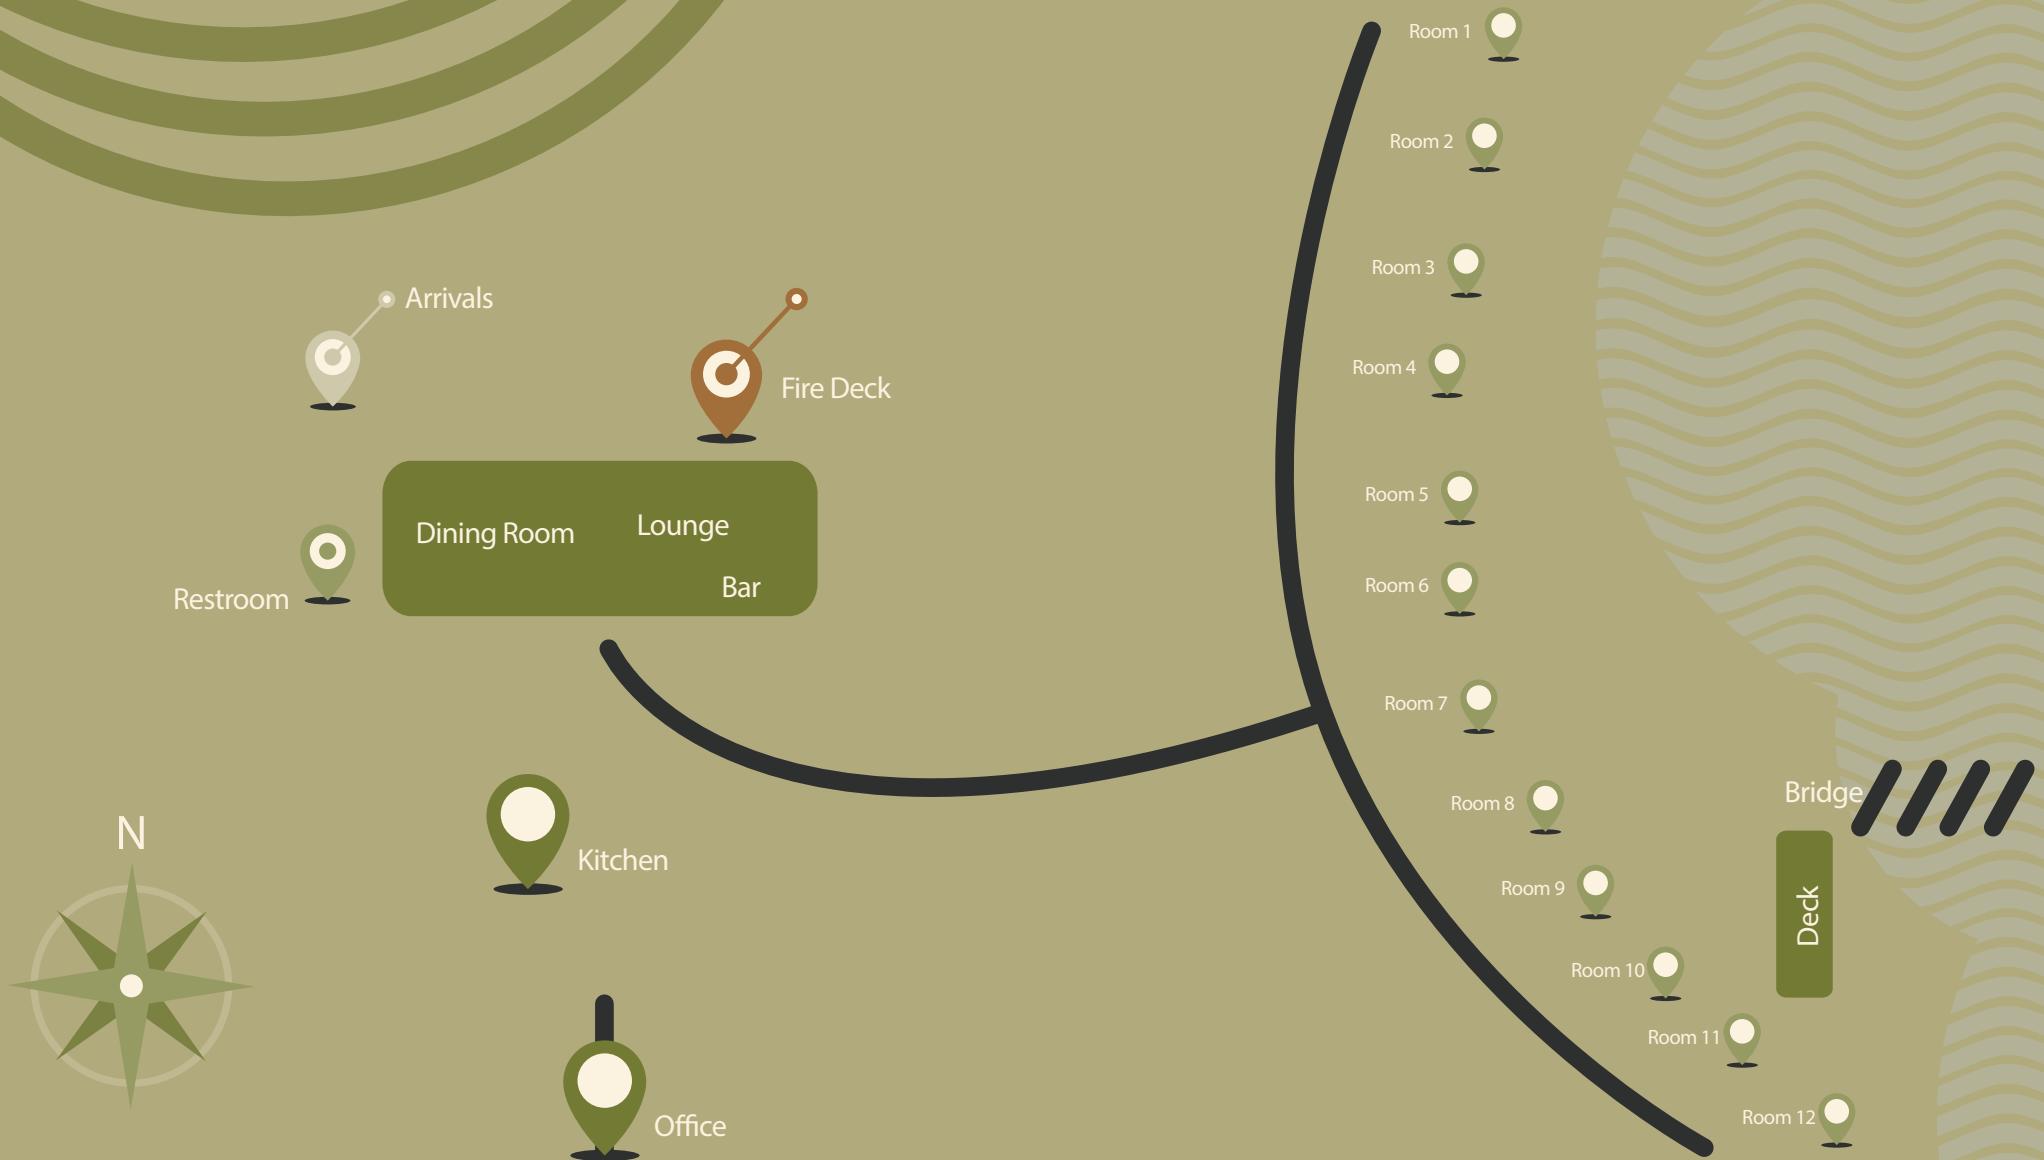 Room 1
Room 2
Room 3
Arrivals
Room 4
Fire Deck
Room 5
Lounge
Dining Room
Bar
Room 6
Restroom
Room 7
Bridge
Room 8
N
Kitchen
Room 9
Deck
Room 10
Room 11
Room 12
Office